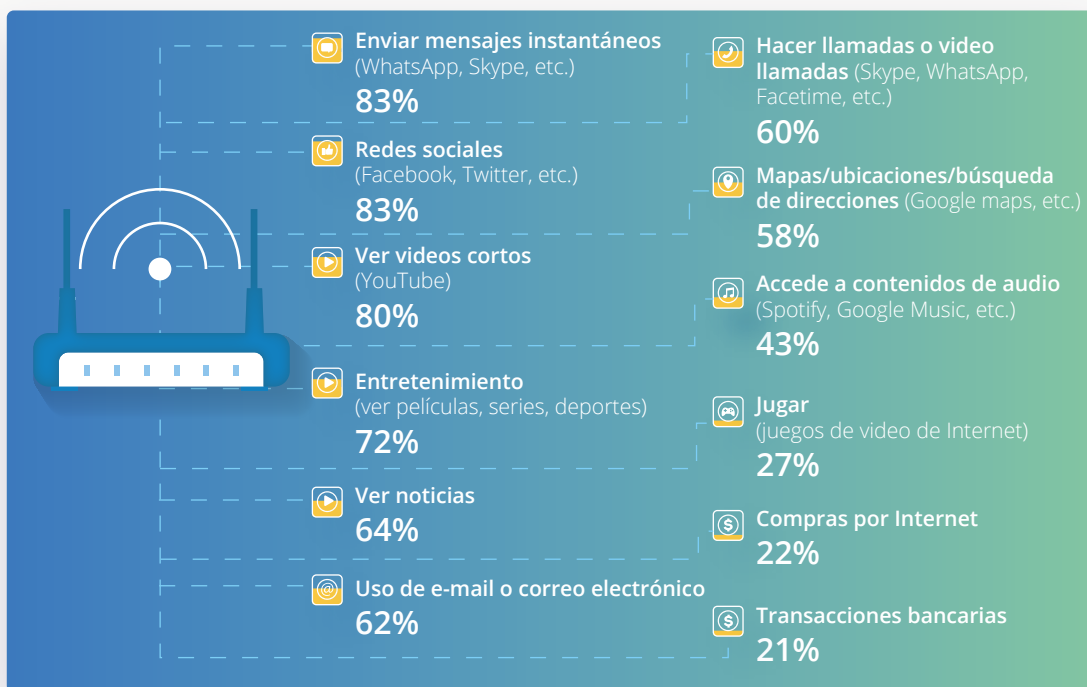 Enviar mensajes instantáneos
(WhatsApp, Skype, etc.)
83%
Redes sociales
(Facebook, Twitter, etc.)
83%
Ver videos cortos
(YouTube)
80%
Entretenimiento
(ver películas, series, deportes)
72%
Ver noticias
64%
Uso de e-mail o correo electrónico
62%
Hacer llamadas o video
llamadas (Skype, WhatsApp,
Facetime, etc.)
60%
Mapas/ubicaciones/búsqueda
de direcciones (Google maps, etc.)
58%
Accede a contenidos de audio
(Spotify, Google Music, etc.)
43%
Jugar
(juegos de video de Internet)
27%
Compras por Internet
22%
Transacciones bancarias
21%